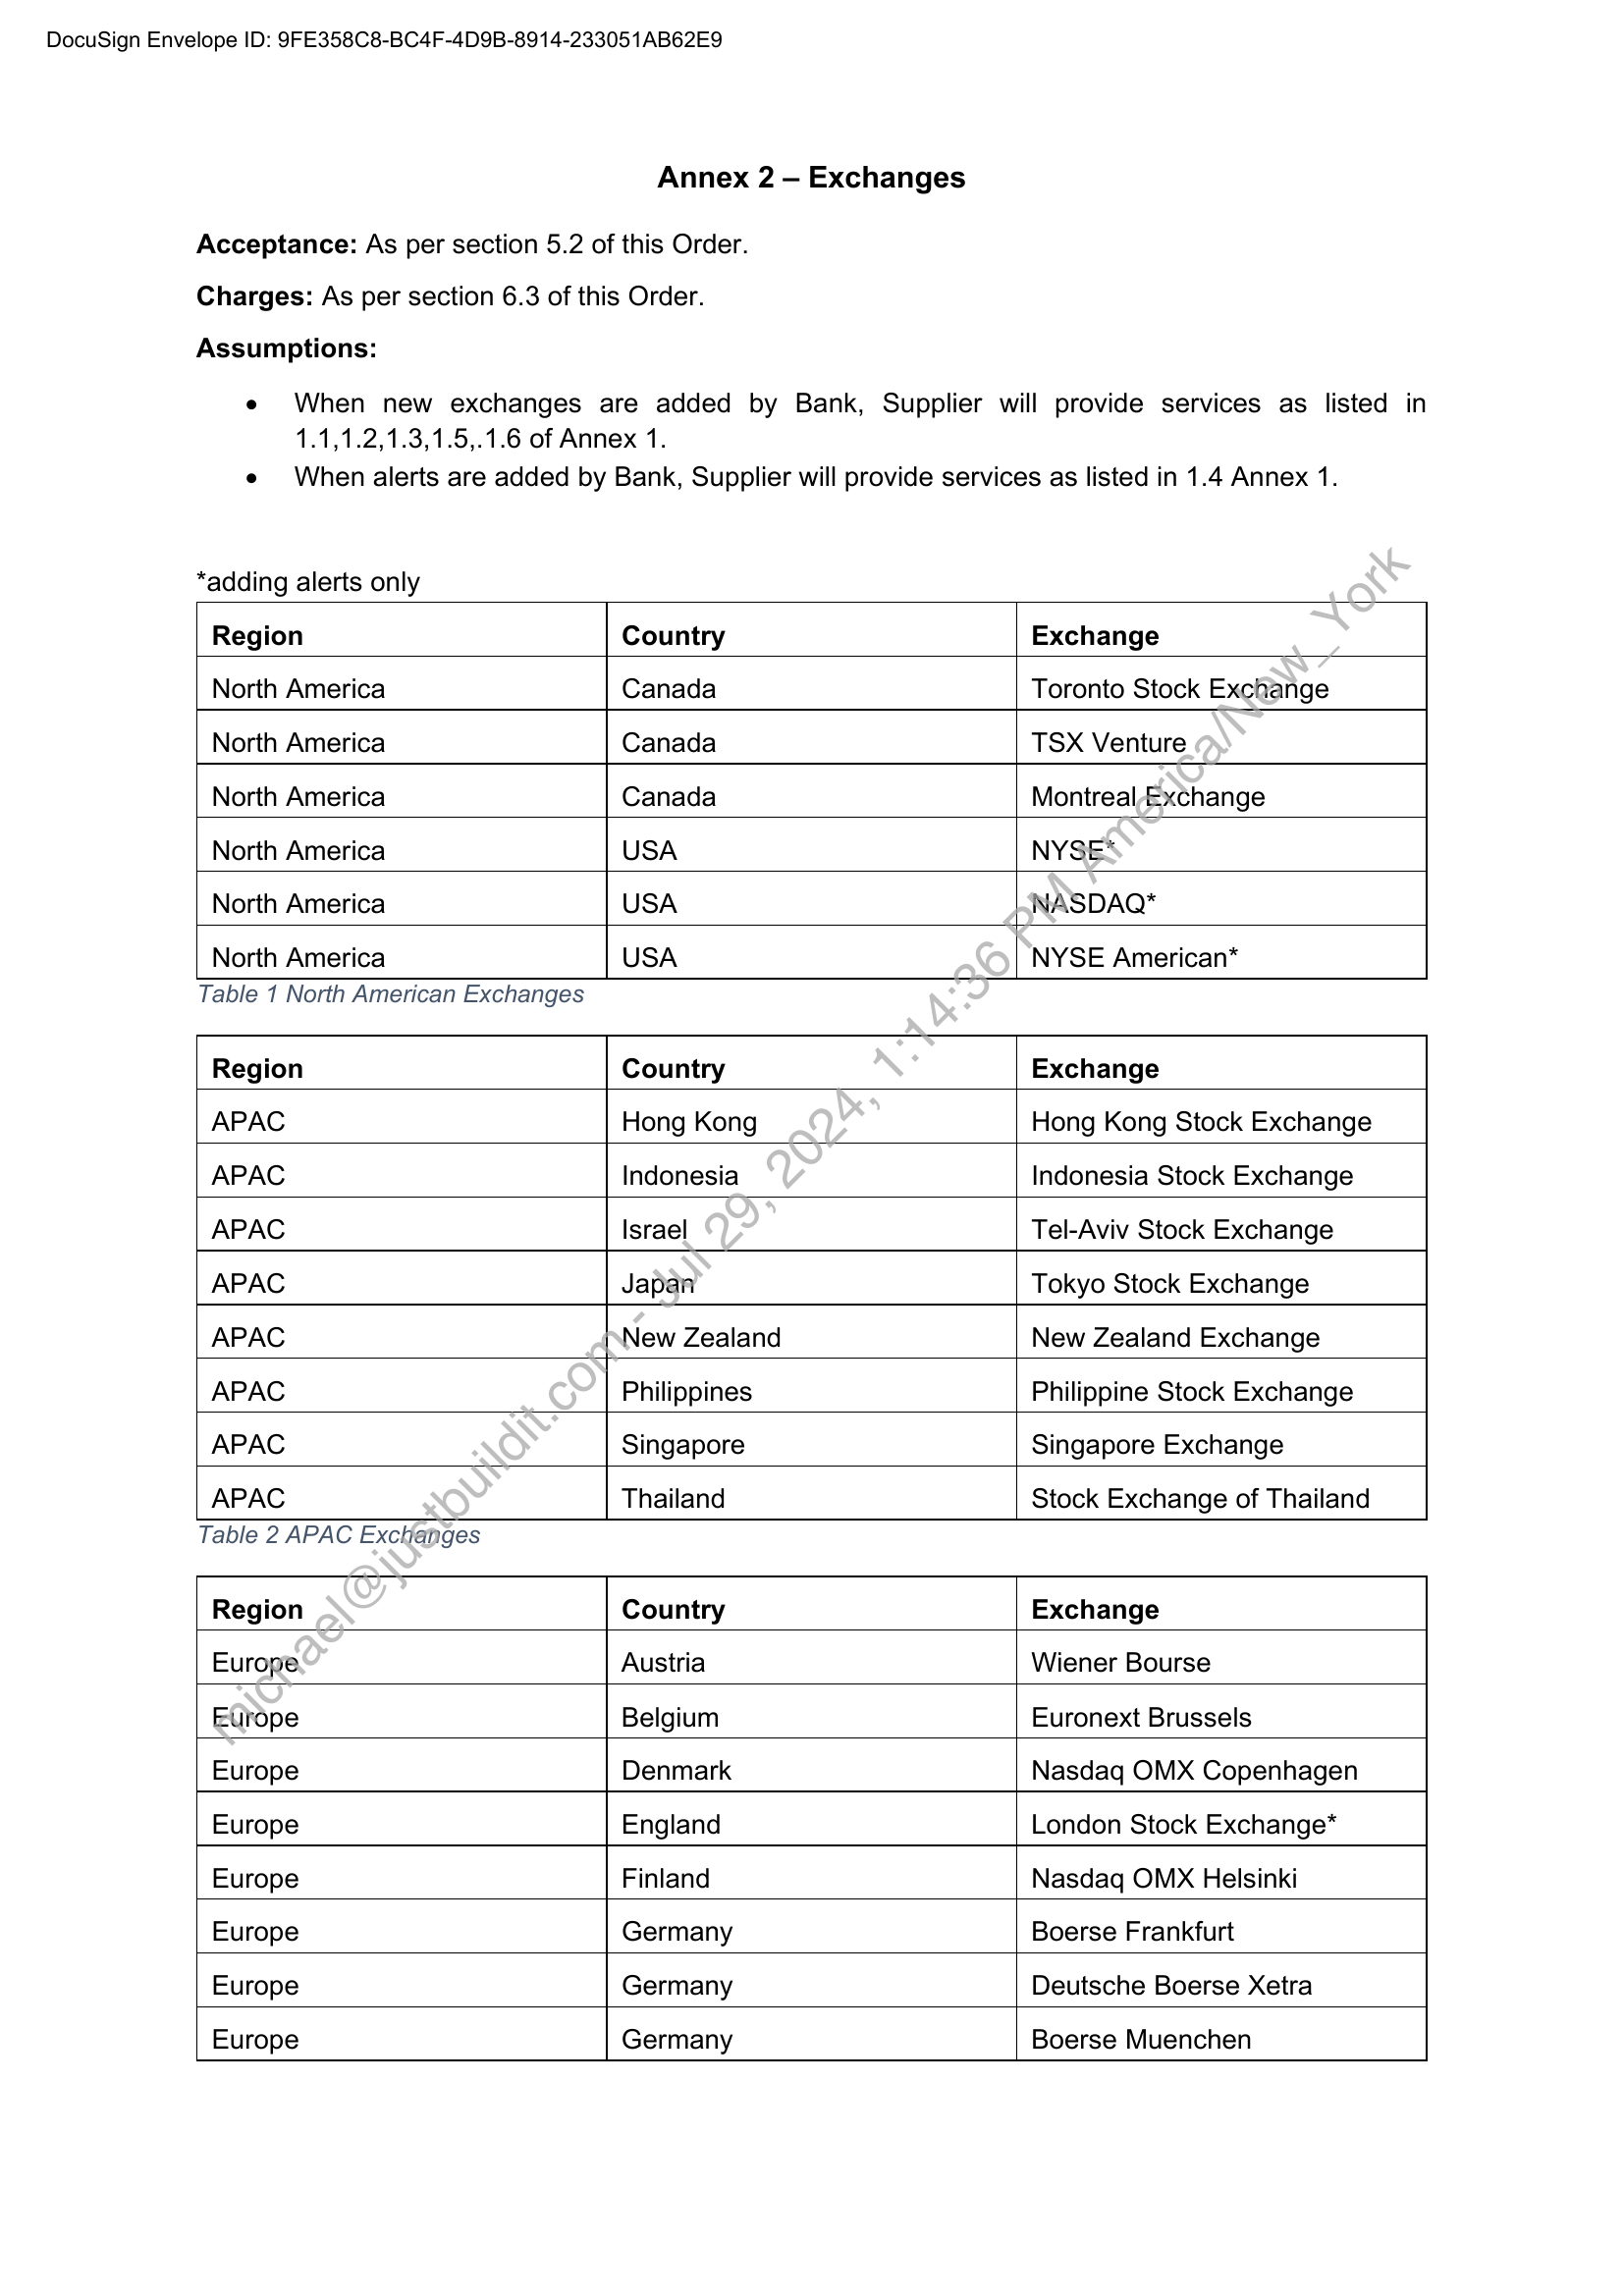 DocuSign Envelope ID: 9FE358C8-BC4F-4D9B-8914-233051AB62E9
Annex 2 – Exchanges
Acceptance: As per section 5.2 of this Order.
Charges: As per section 6.3 of this Order.
Assumptions:
• When new exchanges are added by Bank, Supplier will provide services as listed in
1.1,1.2,1.3,1.5,.1.6 of Annex 1.
• When alerts are added by Bank, Supplier will provide services as listed in 1.4 Annex 1.
*adding alerts only
Region Country Exchange
North America Canada Toronto Stock Exchange
North America Canada TSX Venture
North America Canada Montreal Exchange
North America USA NYSE*
North America USA NASDAQ*
North America USA NYSE American*
Table 1 North American Exchanges
Region Country Exchange
APAC Hong Kong Hong Kong Stock Exchange
APAC Indonesia Indonesia Stock Exchange
APAC Israel Tel-Aviv Stock Exchange
APAC Japan Tokyo Stock Exchange
APAC New Zealand New Zealand Exchange
APAC Philippines Philippine Stock Exchange
APAC Singapore Singapore Exchange
APAC Thailand Stock Exchange of Thailand
Table 2 APAC Exchanges
Region Country Exchange
Europe Austria Wiener Bourse
Europe Belgium Euronext Brussels
Europe Denmark Nasdaq OMX Copenhagen
Europe England London Stock Exchange*
Europe Finland Nasdaq OMX Helsinki
Europe Germany Boerse Frankfurt
Europe Germany Deutsche Boerse Xetra
Europe Germany Boerse Muenchen
michael@justbuildit.com - Jul 29, 2024, 1:14:36 PM America/New_York